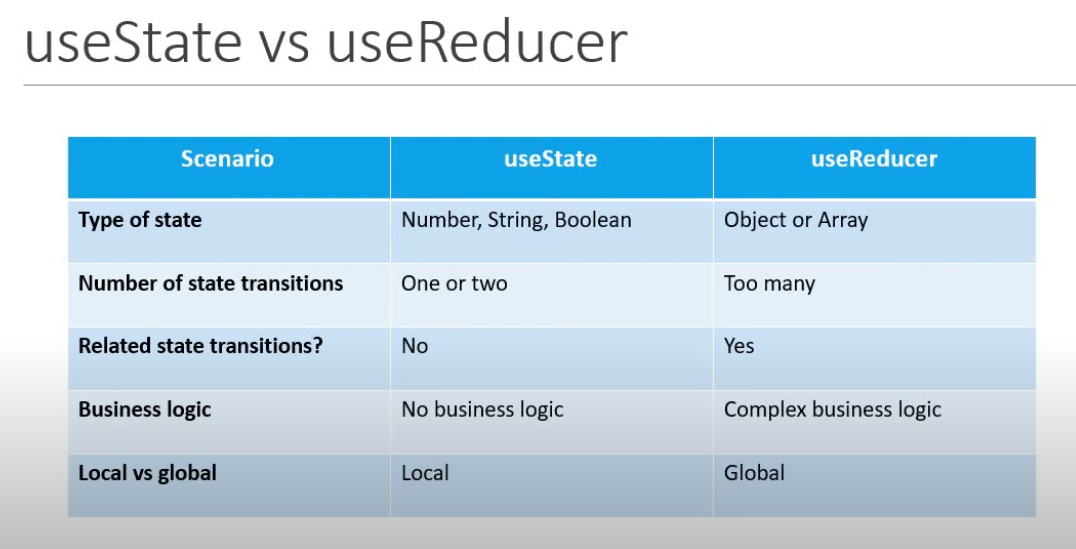 useState vs useReducer
Scenario useState useReducer
Type of state Number, String, Boolean Object or Array
Number of state transitions One or two Too many
Related state transitions? No Yes
Business logic No business logic Complex business logic
Local vs global Local Global